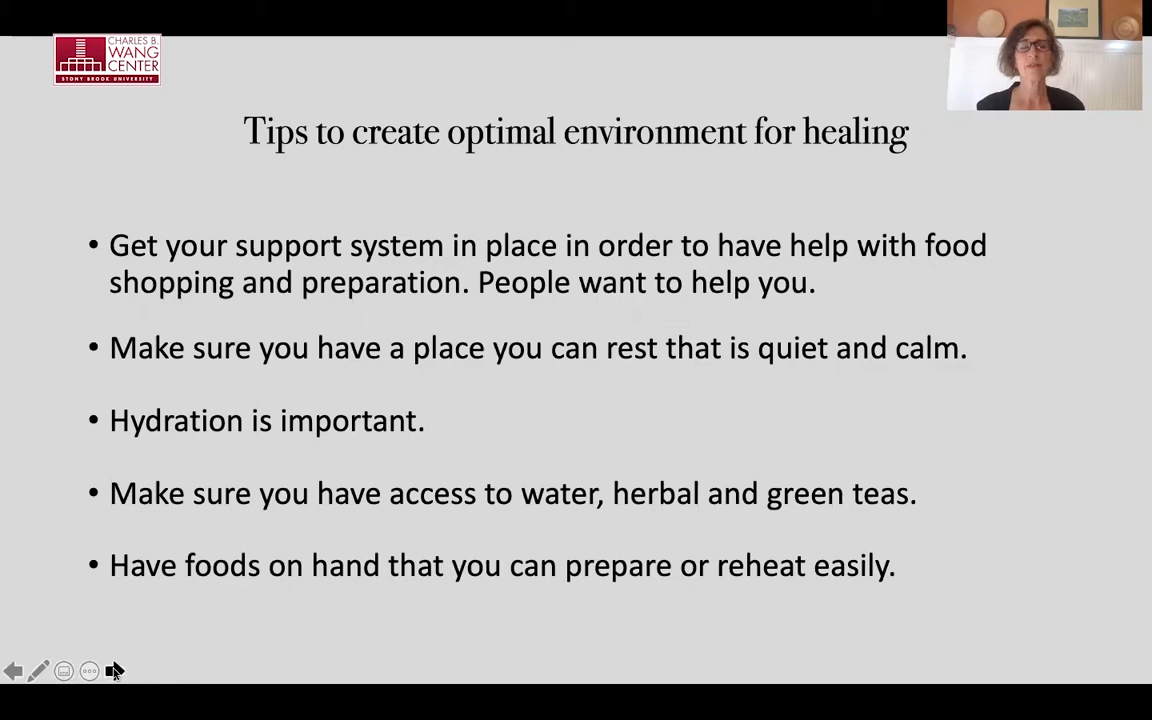 CHARLES B.
WANG
CENTER
STONY BROOK UNIVERSITY
Tips to create optimal environment for healing
• Get your support system in place in order to have help with food
shopping and preparation. People want to help you.
• Make sure you have a place you can rest that is quiet and calm.
• Hydration is important.
• Make sure you have access to water, herbal and green teas.
• Have foods on hand that you can prepare or reheat easily.